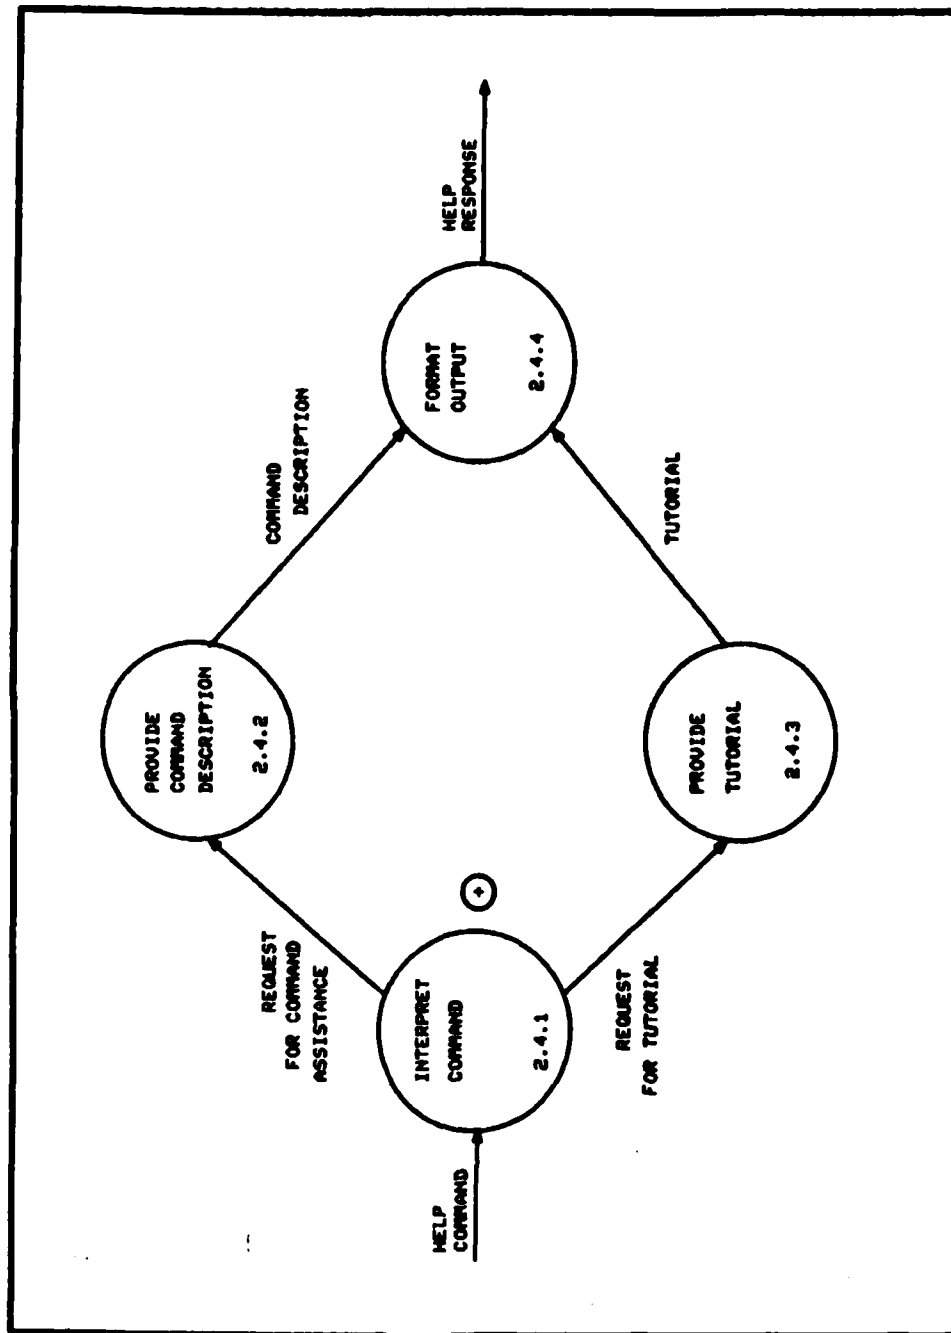 HELP
COMMAND
INTERPRET
COMMAND
2.4.1
+
REQUEST
FOR COMMAND
ASSISTANCE
REQUEST
FOR TUTORIAL
PROVIDE
COMMAND
DESCRIPTION
2.4.2
PROVIDE
TUTORIAL
2.4.3
COMMAND
DESCRIPTION
TUTORIAL
FORMAT
OUTPUT
2.4.4
HELP
RESPONSE